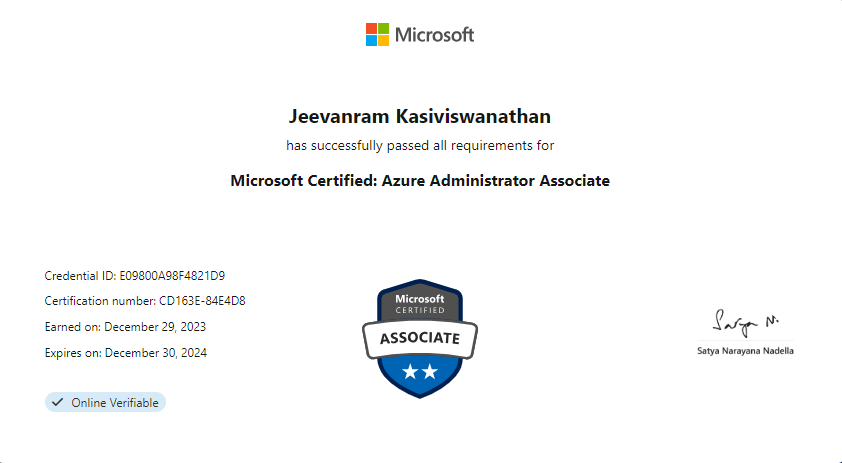 Microsoft
Jeevanram Kasiviswanathan
has successfully passed all requirements for
Microsoft Certified: Azure Administrator Associate
Credential ID: E09800A98F4821D9
Certification number: CD163E-84E4D8
Earned on: December 29, 2023
Expires on: December 30, 2024
Online Verifiable
Microsoft
CERTIFIED
ASSOCIATE
Satya N.
Satya Narayana Nadella